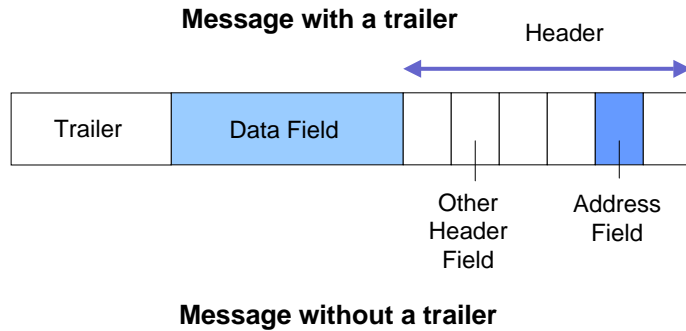 Message with a trailer
Header
Trailer
Data Field
Other
Header
Field
Address
Field
Message without a trailer